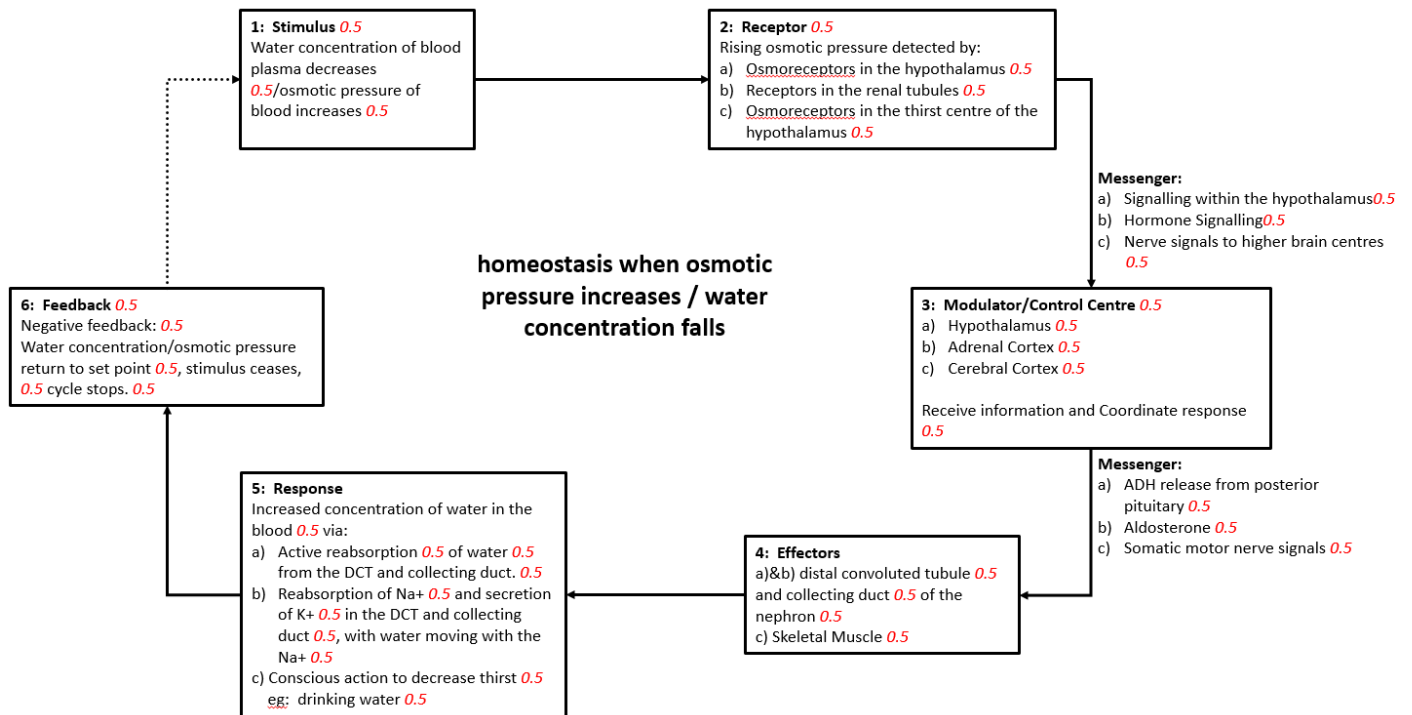 1: Stimulus 0.5
Water concentration of blood
plasma decreases
0.5/osmotic pressure of
blood increases 0.5
2: Receptor 0.5
Rising osmotic pressure detected by:
a) Osmoreceptors in the hypothalamus 0.5
b) Receptors in the renal tubules 0.5
c) Osmoreceptors in the thirst centre of the
hypothalamus 0.5
Messenger:
a) Signalling within the hypothalamus0.5
b) Hormone Signalling0.5
c) Nerve signals to higher brain centres
0.5
homeostasis when osmotic
pressure increases / water
concentration falls
3: Modulator/Control Centre 0.5
a) Hypothalamus 0.5
b) Adrenal Cortex 0.5
c) Cerebral Cortex 0.5
Receive information and Coordinate response
0.5
Messenger:
a) ADH release from posterior
pituitary 0.5
b) Aldosterone 0.5
c) Somatic motor nerve signals 0.5
4: Effectors
a)&b) distal convoluted tubule 0.5
and collecting duct 0.5 of the
nephron 0.5
c) Skeletal Muscle 0.5
5: Response
Increased concentration of water in the
blood 0.5 via:
a) Active reabsorption 0.5 of water 0.5
from the DCT and collecting duct. 0.5
b) Reabsorption of Na+ 0.5 and secretion
of K+ 0.5 in the DCT and collecting
duct 0.5, with water moving with the
Na+ 0.5
c) Conscious action to decrease thirst 0.5
eg: drinking water 0.5
6: Feedback 0.5
Negative feedback: 0.5
Water concentration/osmotic pressure
return to set point 0.5, stimulus ceases,
0.5 cycle stops. 0.5